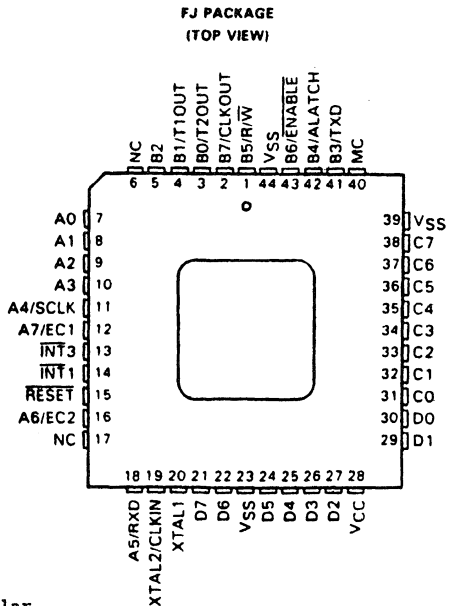 FJ PACKAGE
(TOP VIEW)
NC
B2
B1/T1OUT
B0/T2OUT
B7/CLKOUT
B5/R/W̅
VSS
B6/E̅N̅A̅B̅L̅E̅
B4/ALATCH
B3/TXD
MC
6 5 4 3 2 1 44 43 42 41 40
A0 7
A1 8
A2 9
A3 10
A4/SCLK 11
A7/EC1 12
I̅N̅T̅3 13
I̅N̅T̅1 14
R̅E̅S̅E̅T̅ 15
A6/EC2 16
NC 17
39 VSS
38 C7
37 C6
36 C5
35 C4
34 C3
33 C2
32 C1
31 C0
30 D0
29 D1
18 19 20 21 22 23 24 25 26 27 28
A5/RXD
XTAL2/CLKIN
XTAL1
D7
D6
VSS
D5
D4
D3
D2
VCC